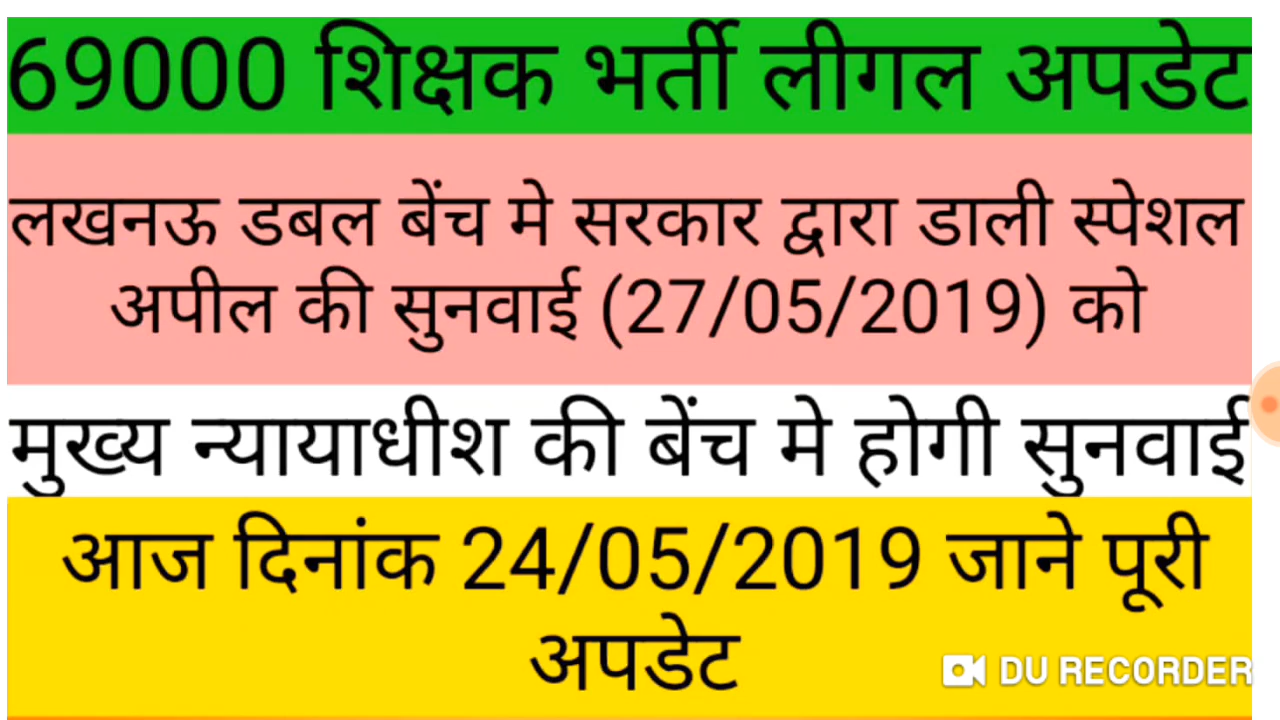 69000 शिक्षक भर्ती लीगल अपडेट
लखनऊ डबल बेंच मे सरकार द्वारा डाली स्पेशल
अपील की सुनवाई (27/05/2019) को
मुख्य न्यायाधीश की बेंच मे होगी सुनवाई
आज दिनांक 24/05/2019 जाने पूरी
अपडेट
DU RECORDER